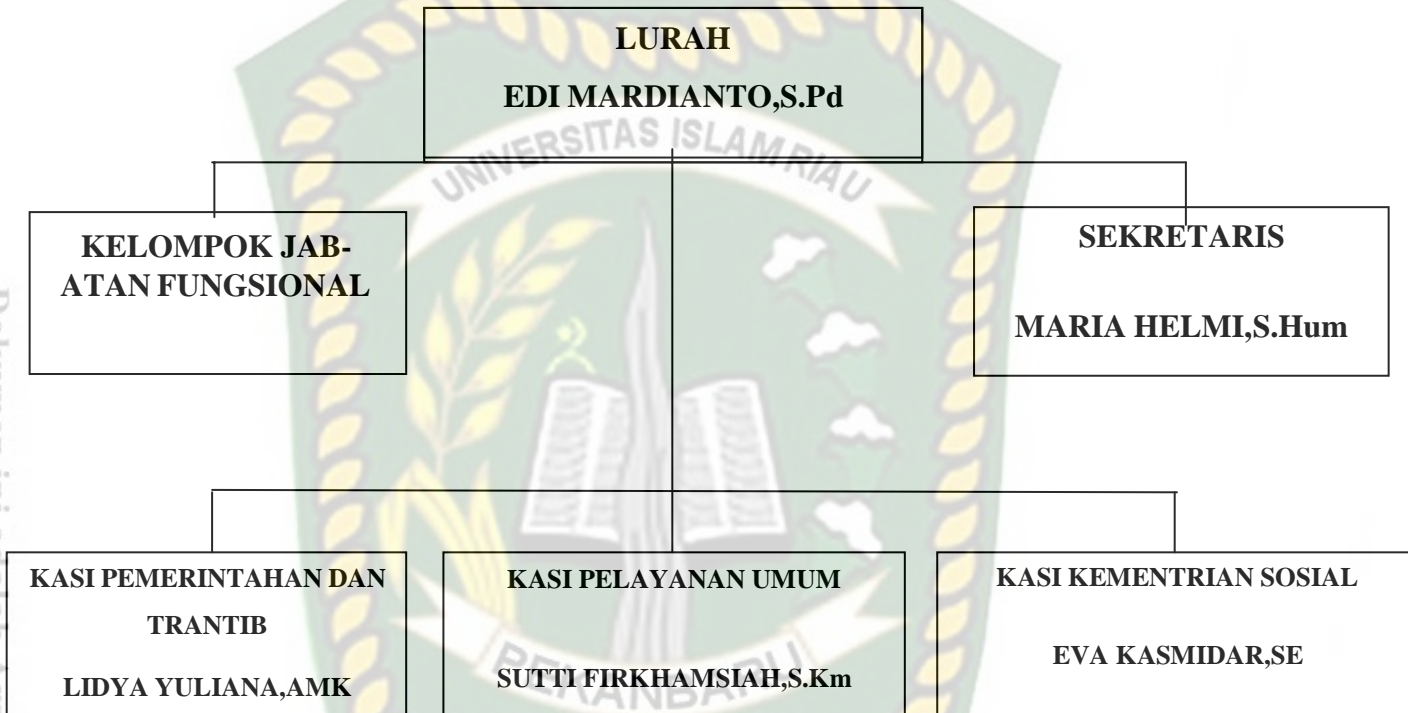 LURAH
EDI MARDIANTO,S.Pd
UNIVERSITAS ISLAM RIAU
KELOMPOK JAB-
ATAN FUNGSIONAL
SEKRETARIS
MARIA HELMI,S.Hum
KASI PEMERINTAHAN DAN
TRANTIB
LIDYA YULIANA,AMK
KASI PELAYANAN UMUM
SUTTI FIRKHAMSIAH,S.Km
KASI KEMENTRIAN SOSIAL
EVA KASMIDAR,SE
PEKANBARU